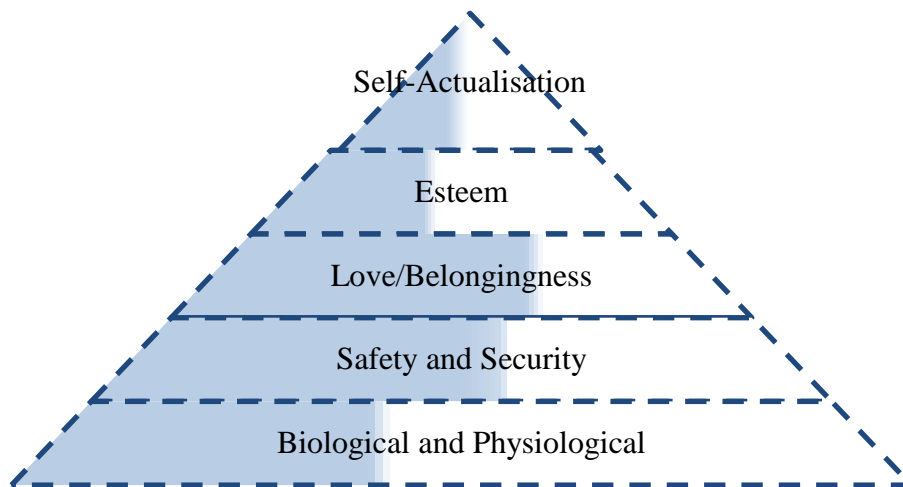 Self-Actualisation
Esteem
Love/Belongingness
Safety and Security
Biological and Physiological